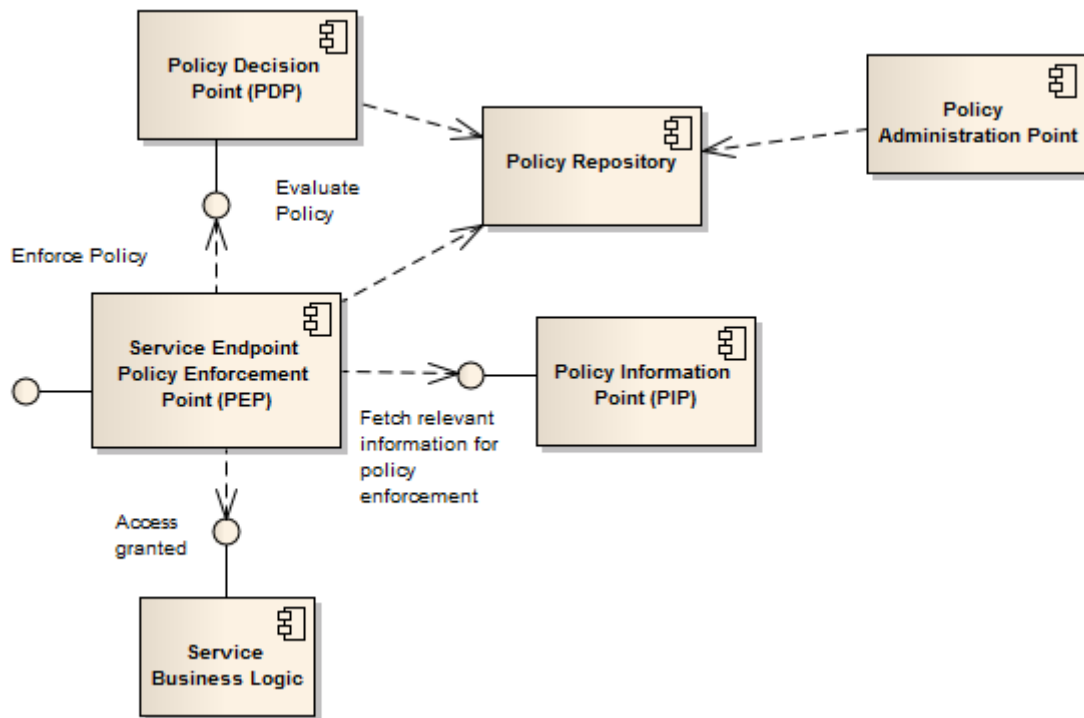 Policy Decision
Point (PDP)
Policy
Administration Point
Policy Repository
Evaluate
Policy
Enforce Policy
Service Endpoint
Policy Enforcement
Point (PEP)
Policy Information
Point (PIP)
Fetch relevant
information for
policy
enforcement
Access
granted
Service
Business Logic